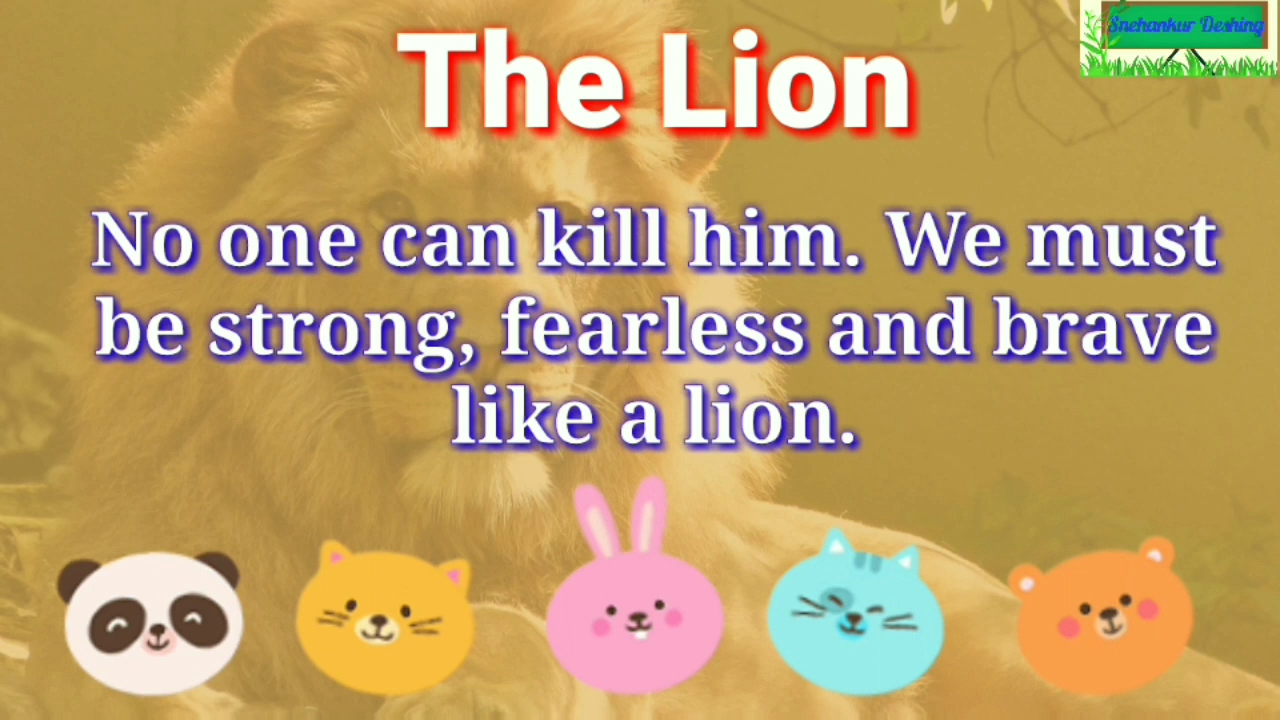 Snehankur Deshing
The Lion
No one can kill him. We must
be strong, fearless and brave
like a lion.